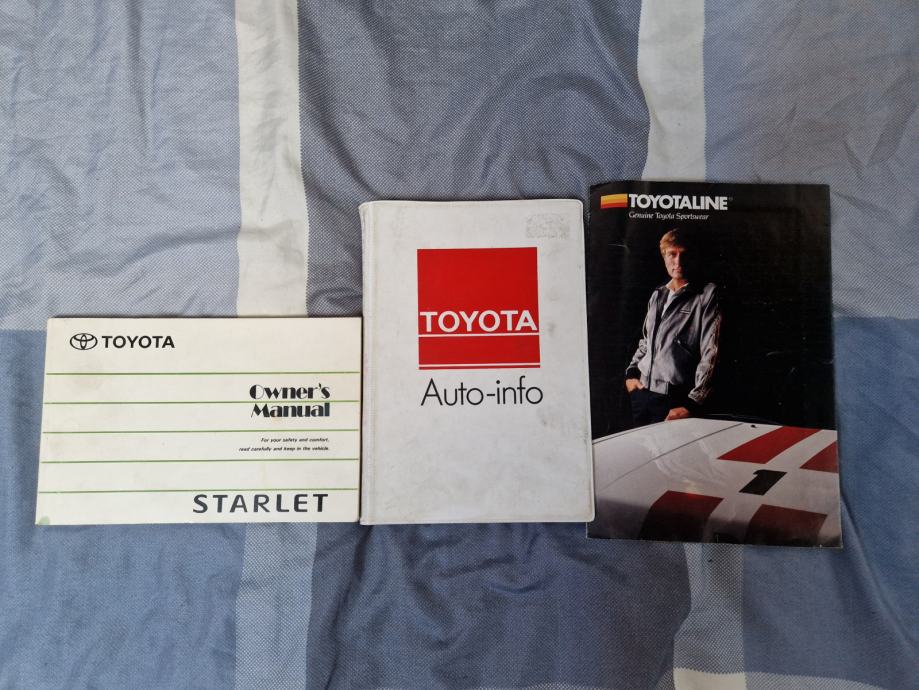 TOYOTA
Owner's
Manual
For your safety and comfort,
read carefully and keep in the vehicle.
STARLET
TOYOTA
Auto-info
TOYOTALINE®
Genuine Toyota Sportswear
1